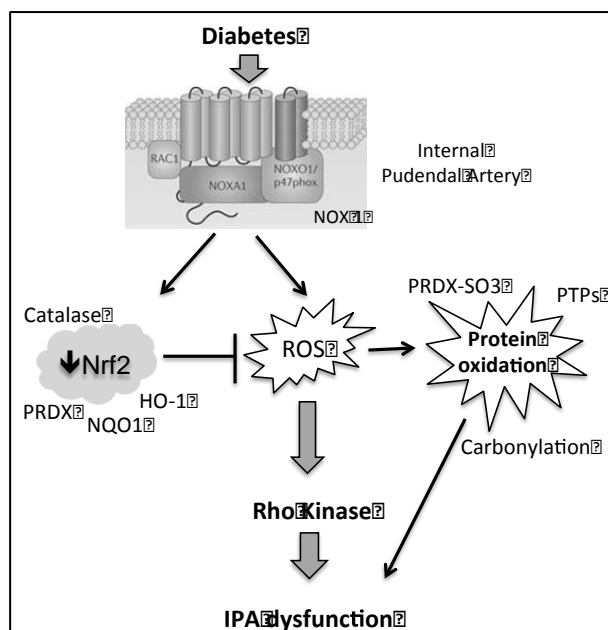 Diabetes
RAC1
NOXA1
NOXO1/
p47phox
Internal
Pudendal Artery
NOX 1
Catalase
Nrf2
PRDX
NQO1
HO-1
ROS
PRDX-SO3
PTPs
Protein
oxidation
Carbonylation
Rho Kinase
IPA dysfunction